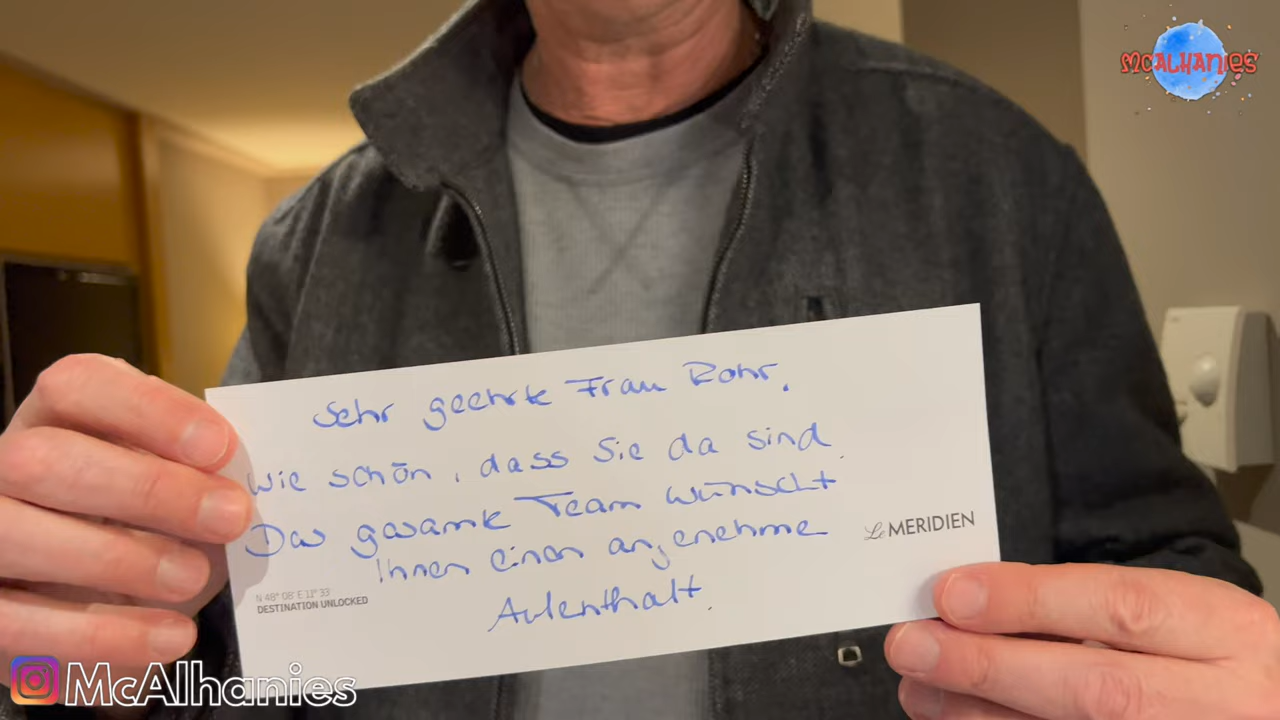 McALHANIES
Sehr geehrte Frau Rohr,
wie schön, dass Sie da sind.
Das gesamte Team wünscht
Ihnen einen angenehme
Aufenthalt.
Le MERIDIEN
N 48° 08' E 11° 33'
DESTINATION UNLOCKED
McAlhanies